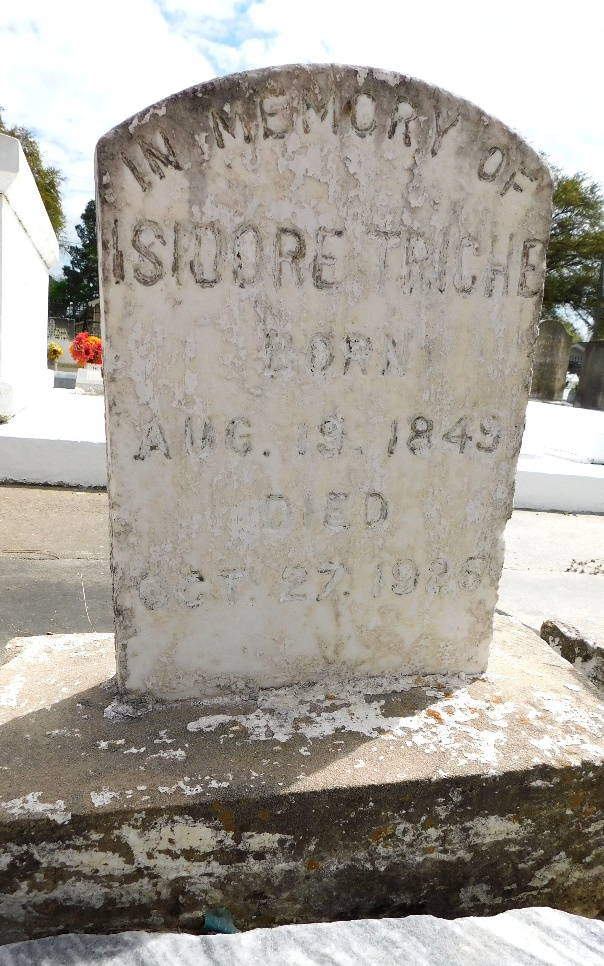 IN MEMORY OF
ISIDORE TRICHE
BORN
AUG. 19. 1849
DIED
OCT. 27. 1926